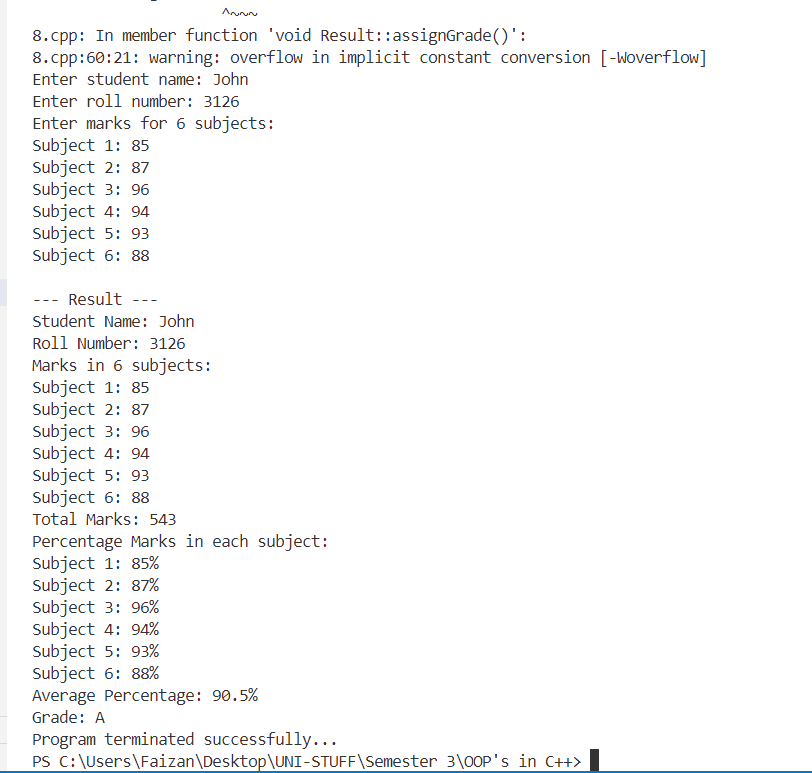 ^~~~~
8.cpp: In member function 'void Result::assignGrade()':
8.cpp:60:21: warning: overflow in implicit constant conversion [-Woverflow]
Enter student name: John
Enter roll number: 3126
Enter marks for 6 subjects:
Subject 1: 85
Subject 2: 87
Subject 3: 96
Subject 4: 94
Subject 5: 93
Subject 6: 88

--- Result ---
Student Name: John
Roll Number: 3126
Marks in 6 subjects:
Subject 1: 85
Subject 2: 87
Subject 3: 96
Subject 4: 94
Subject 5: 93
Subject 6: 88
Total Marks: 543
Percentage Marks in each subject:
Subject 1: 85%
Subject 2: 87%
Subject 3: 96%
Subject 4: 94%
Subject 5: 93%
Subject 6: 88%
Average Percentage: 90.5%
Grade: A
Program terminated successfully...
PS C:\Users\Faizan\Desktop\UNI-STUFF\Semester 3\OOP's in C++>